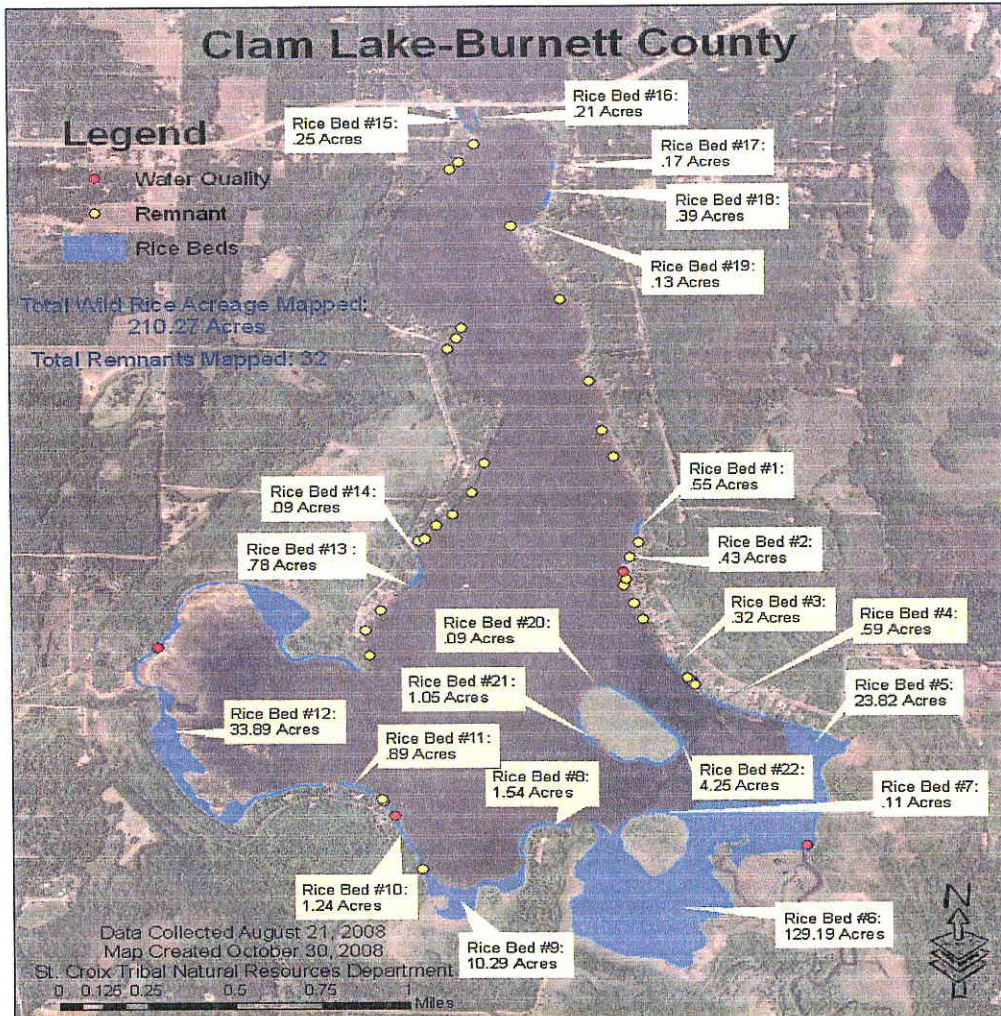 Clam Lake-Burnett County
Rice Bed #16:
.21 Acres
Rice Bed #15:
.25 Acres
Legend
Water Quality
Remnant
Rice Beds
Rice Bed #17:
.17 Acres
Rice Bed #18:
.39 Acres
Rice Bed #19:
.13 Acres
Total Wild Rice Acreage Mapped:
210.27 Acres
Total Remnants Mapped: 32
Rice Bed #1:
.55 Acres
Rice Bed #14:
.09 Acres
Rice Bed #2:
.43 Acres
Rice Bed #13 :
.78 Acres
Rice Bed #3:
.32 Acres
Rice Bed #4:
.59 Acres
Rice Bed #20:
.09 Acres
Rice Bed #21:
1.05 Acres
Rice Bed #5:
23.82 Acres
Rice Bed #12:
33.89 Acres
Rice Bed #11:
.89 Acres
Rice Bed #8:
1.54 Acres
Rice Bed #22:
4.25 Acres
Rice Bed #7:
.11 Acres
Rice Bed #10:
1.24 Acres
Rice Bed #9:
10.29 Acres
Rice Bed #6:
129.19 Acres
N
Data Collected August 21, 2008
Map Created October 30, 2008
St. Croix Tribal Natural Resources Department
0 0.125 0.25 0.5 0.75 1
Miles